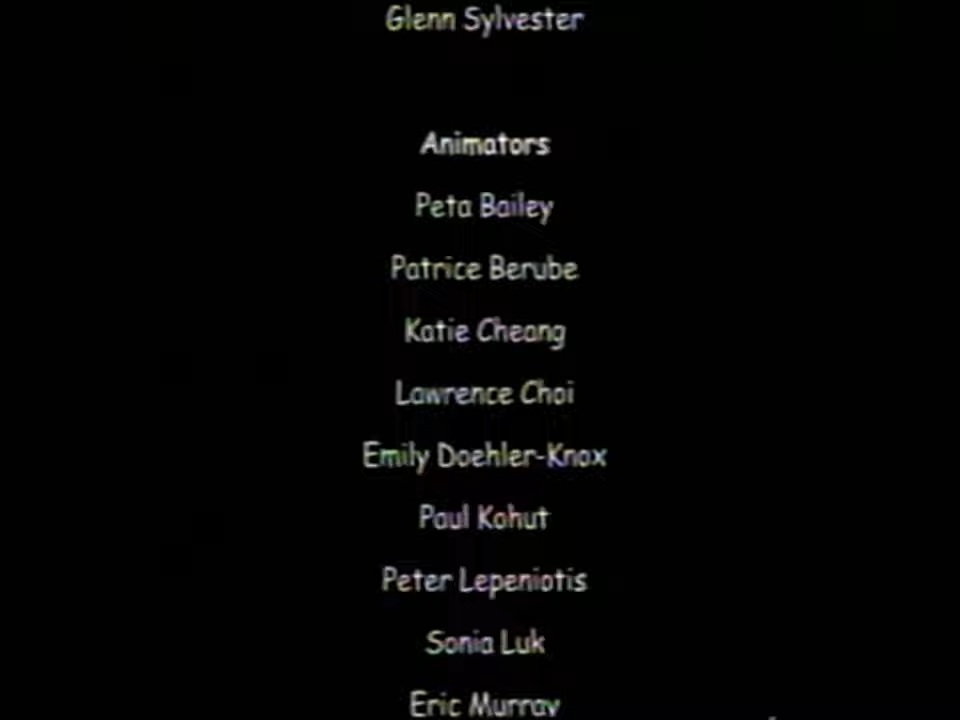 Glenn Sylvester
Animators
Peta Bailey
Patrice Berube
Katie Cheang
Lawrence Choi
Emily Doehler-Knox
Paul Kohut
Peter Lepeniotis
Sonia Luk
Eric Murray